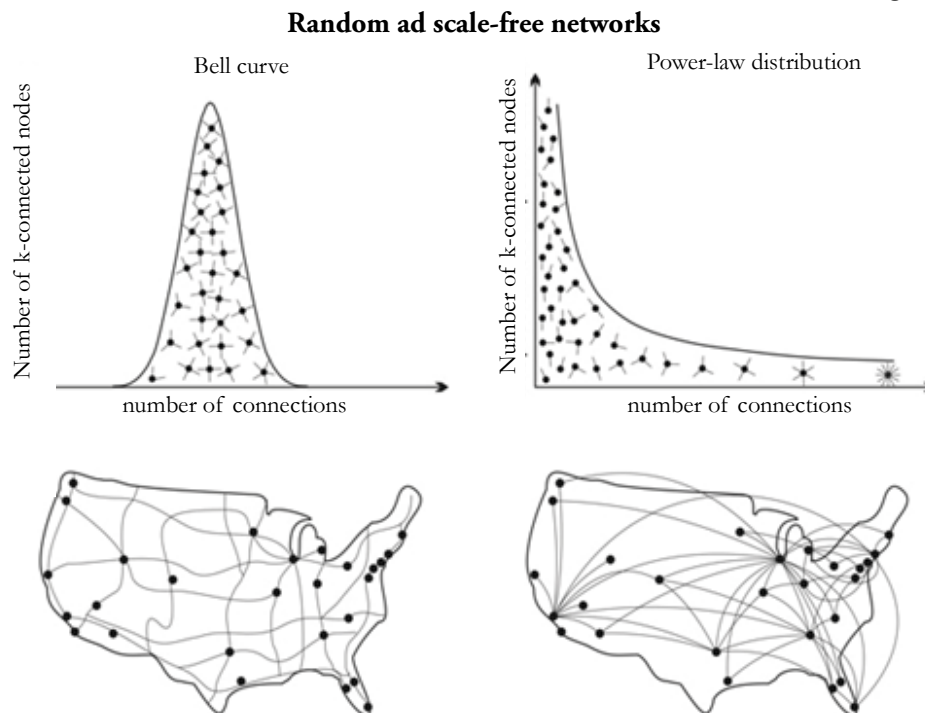 Random ad scale-free networks
Bell curve
Number of k-connected nodes
number of connections
Power-law distribution
Number of k-connected nodes
number of connections